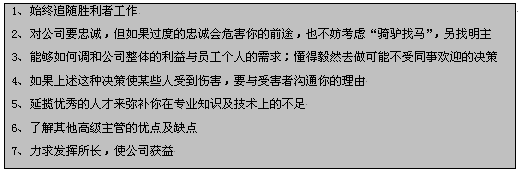 1、始终追随胜利者工作
2、对公司要忠诚，但如果过度的忠诚会危害你的前途，也不妨考虑“骑驴找马”，另找明主
3、能够如何调和公司整体的利益与员工个人的需求；懂得毅然去做可能不受同事欢迎的决策
4、如果上述这种决策使某些人受到伤害，要与受害者沟通你的理由
5、延揽优秀的人才来弥补你在专业知识及技术上的不足
6、了解其他高级主管的优点及缺点
7、力求发挥所长，使公司获益